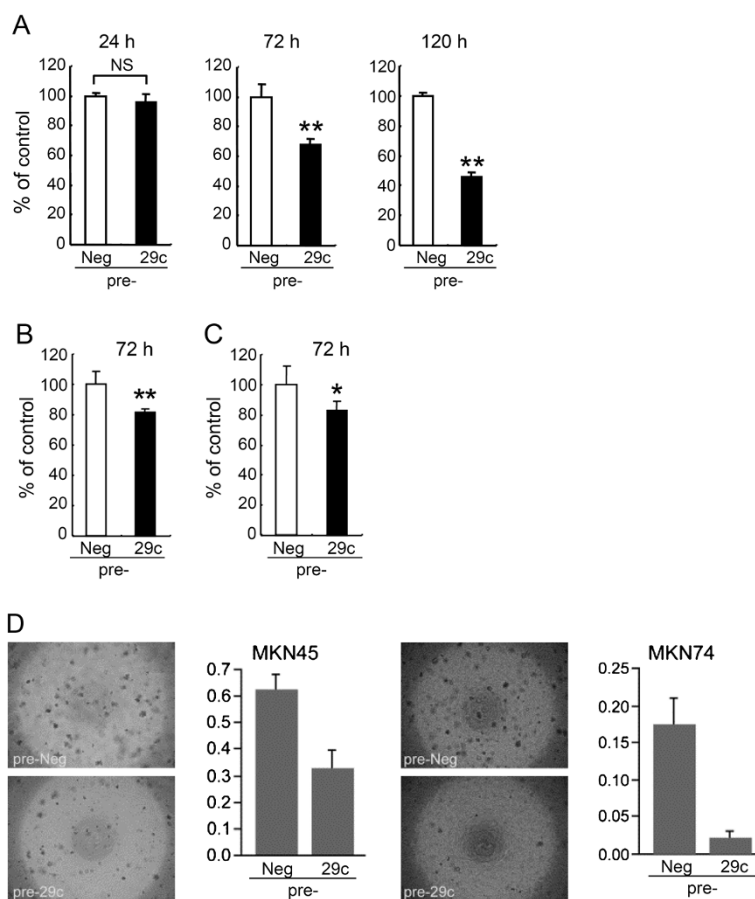 A
24 h
72 h
120 h
% of control
120
100
80
60
40
20
0
NS
Neg 29c
pre-
120
100
80
60
40
20
0
**
Neg 29c
pre-
120
100
80
60
40
20
0
**
Neg 29c
pre-
B
72 h
% of control
120
100
80
60
40
20
0
**
Neg 29c
pre-
C
72 h
% of control
120
100
80
60
40
20
0
*
Neg 29c
pre-
D
pre-Neg
pre-29c
MKN45
0.7
0.6
0.5
0.4
0.3
0.2
0.1
0.0
Neg 29c
pre-
pre-Neg
pre-29c
MKN74
0.25
0.20
0.15
0.10
0.05
0.00
Neg 29c
pre-